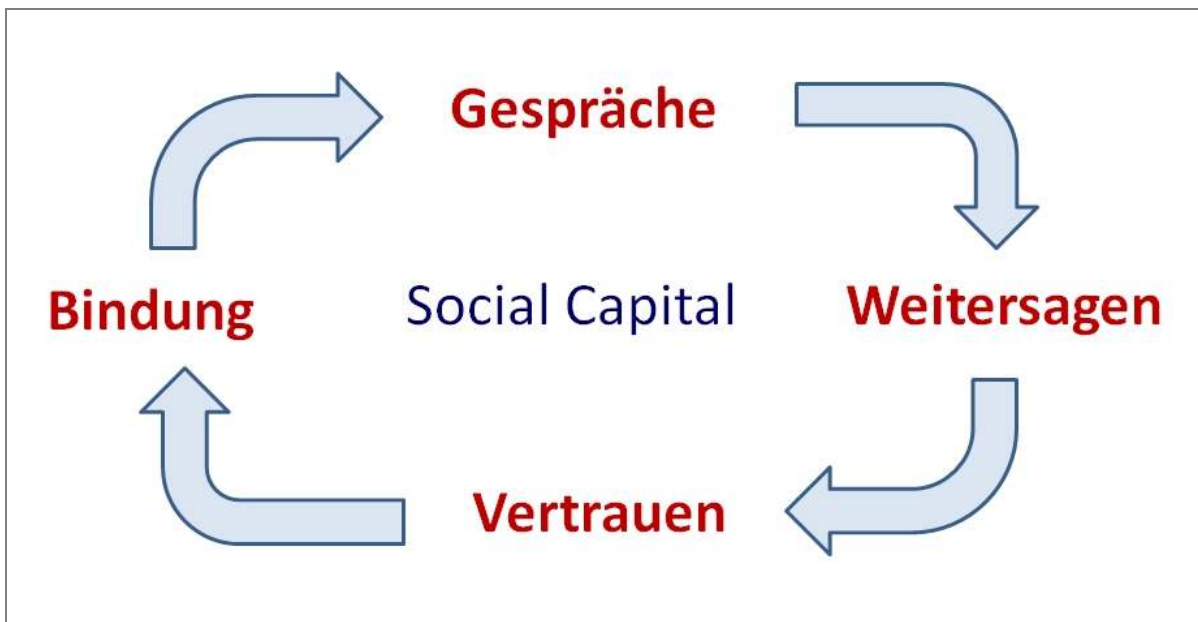 Gespräche
Bindung
Social Capital
Weitersagen
Vertrauen